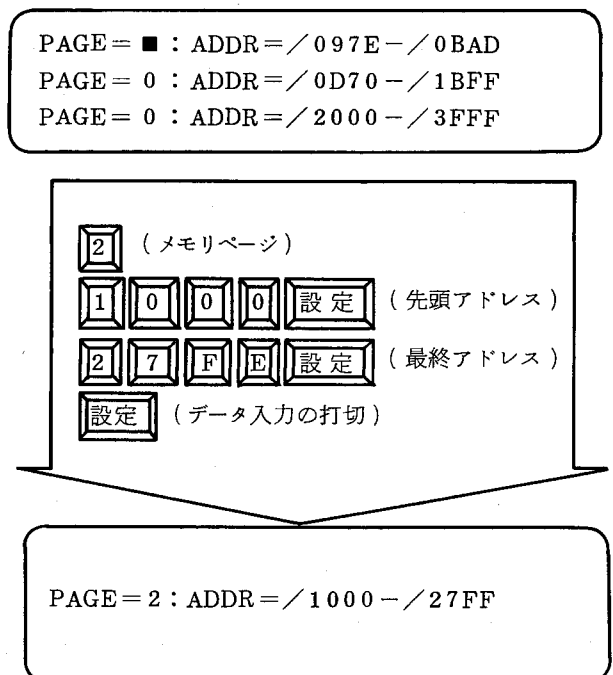 PAGE= ■ : ADDR=／097E－／0BAD
PAGE= 0 : ADDR=／0D70－／1BFF
PAGE= 0 : ADDR=／2000－／3FFF
2 (メモリページ)
1 0 0 0 設定 (先頭アドレス)
2 7 F E 設定 (最終アドレス)
設定 (データ入力の打切)
PAGE=2：ADDR=／1000－／27FF